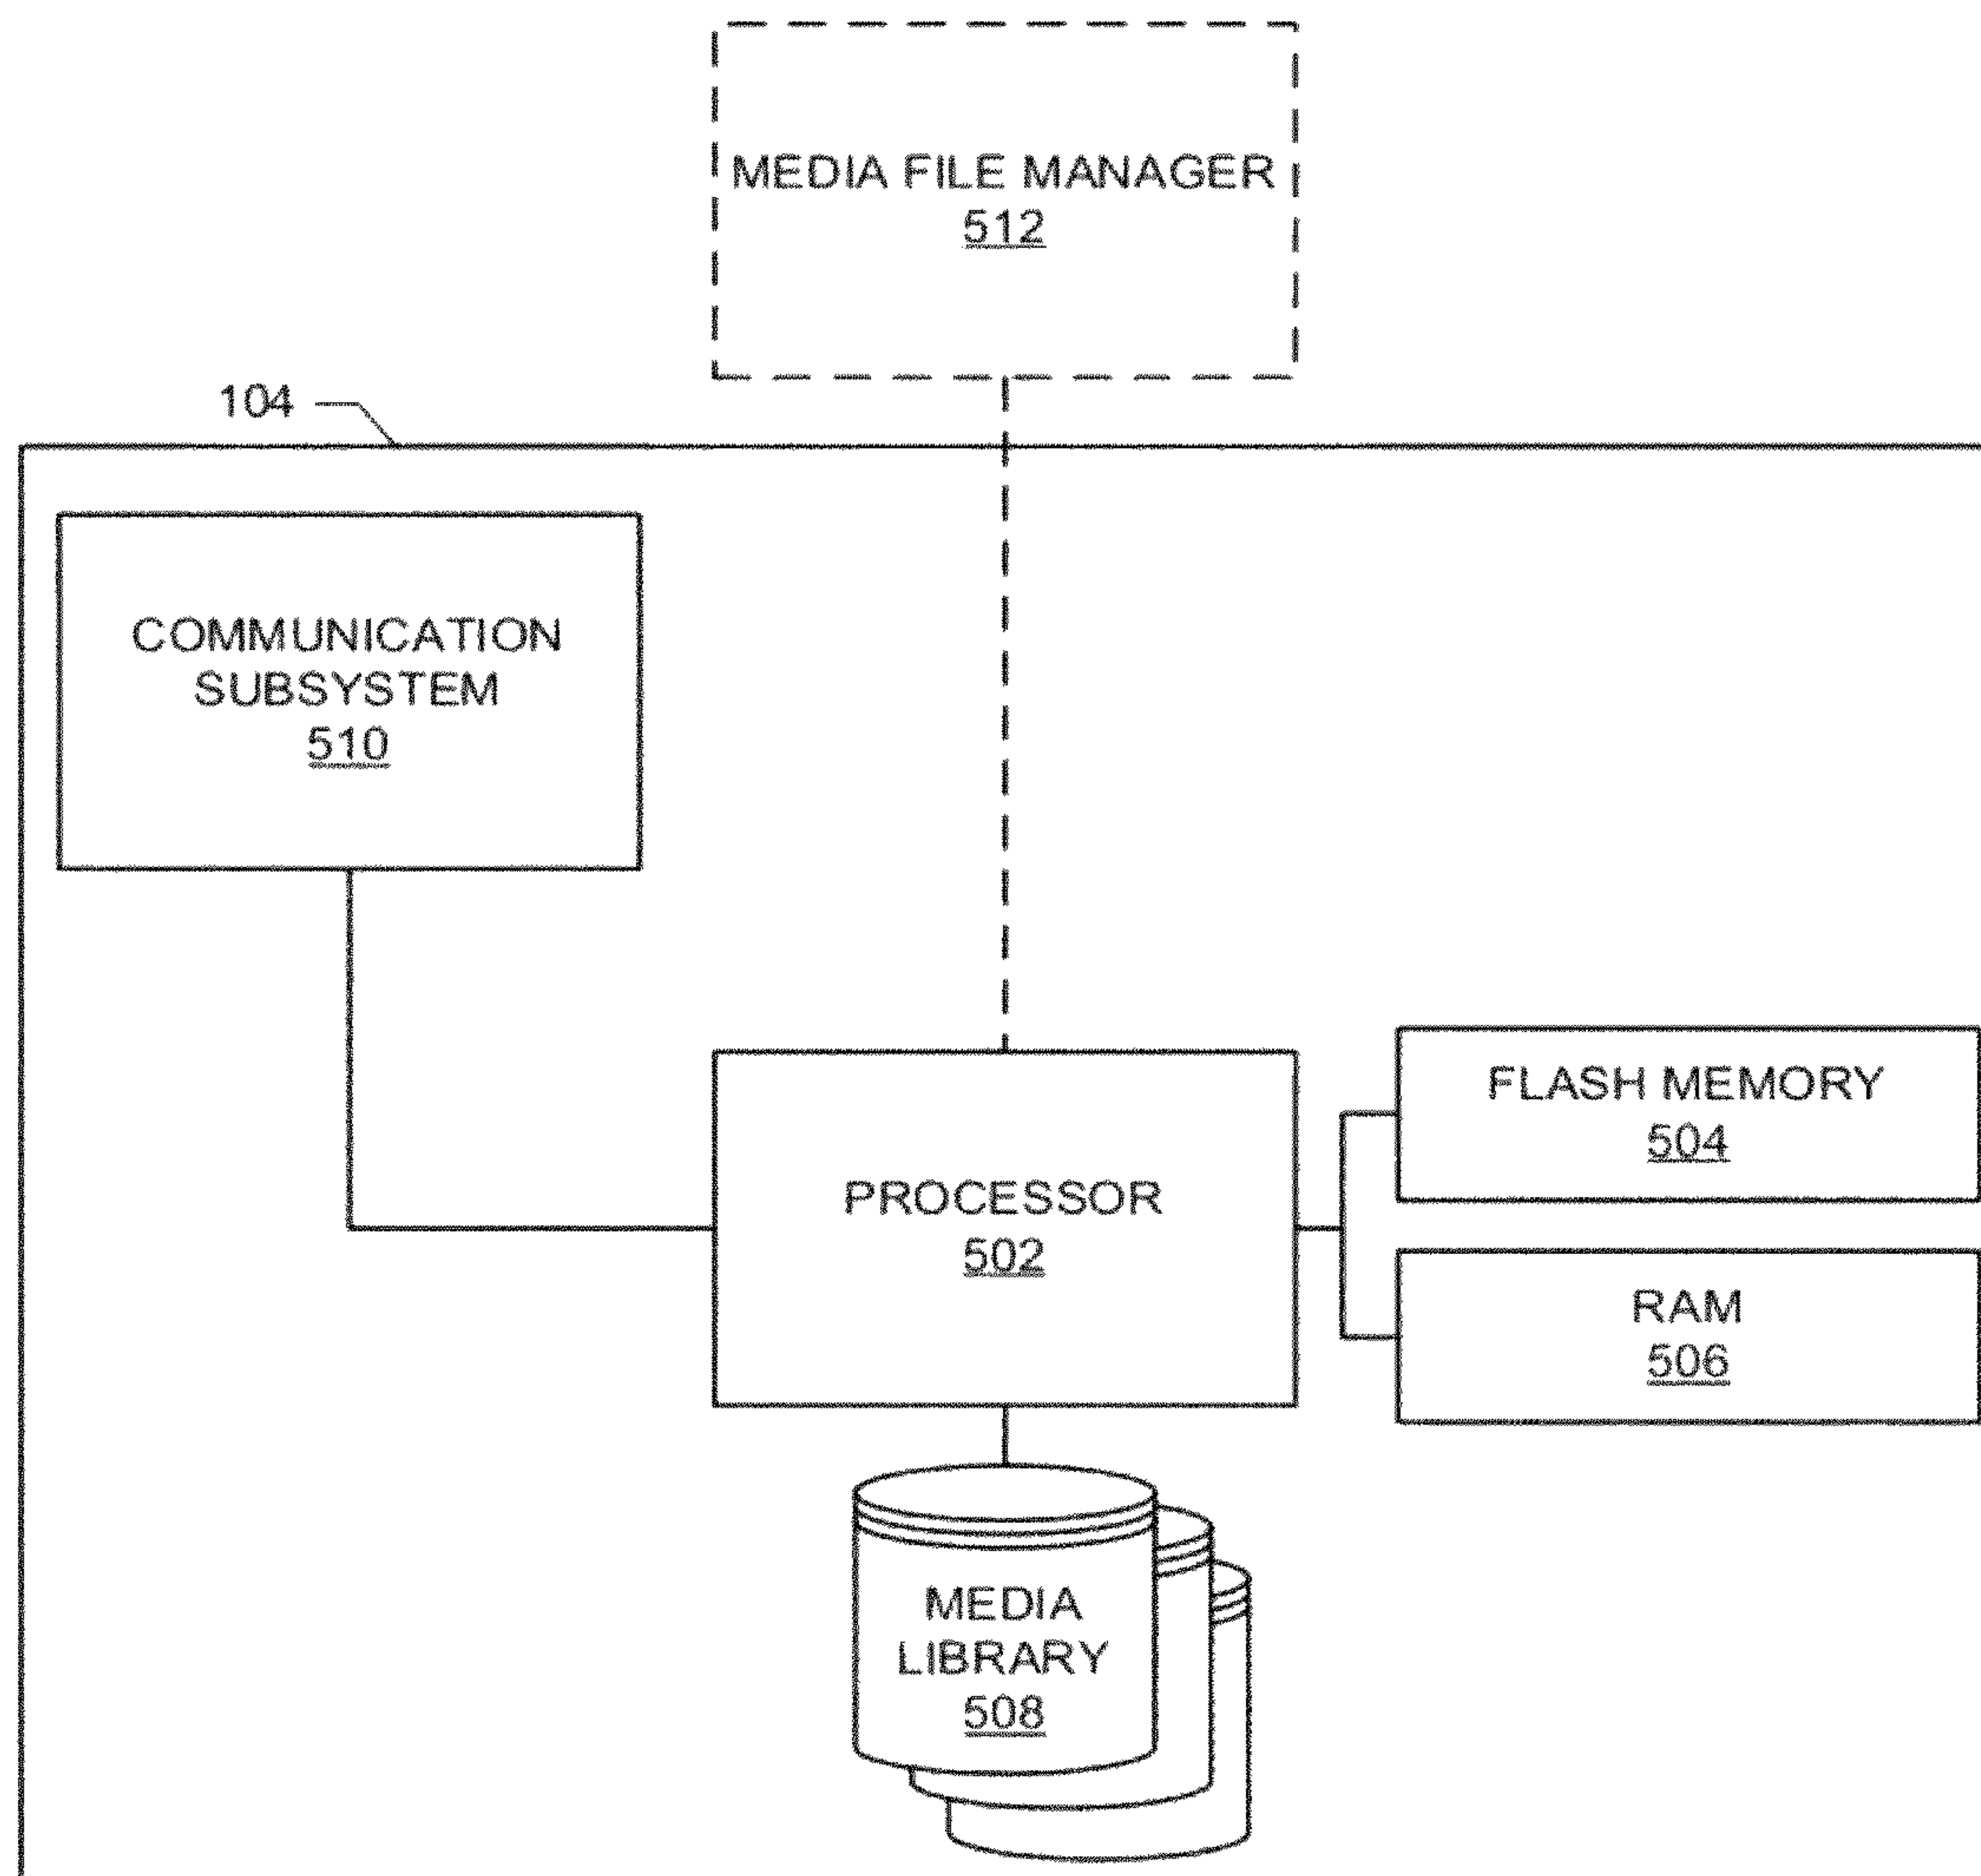 MEDIA FILE MANAGER
512
104
COMMUNICATION
SUBSYSTEM
510
FLASH MEMORY
504
PROCESSOR
502
RAM
506
MEDIA
LIBRARY
508